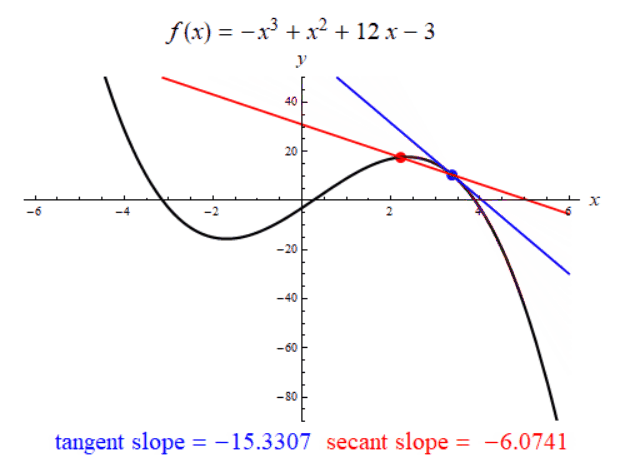 f(x) = −x³ + x² + 12 x − 3
y
40
20
−6 −4 −2 2 4 6 x
−20
−40
−60
−80
tangent slope = −15.3307 secant slope = −6.0741